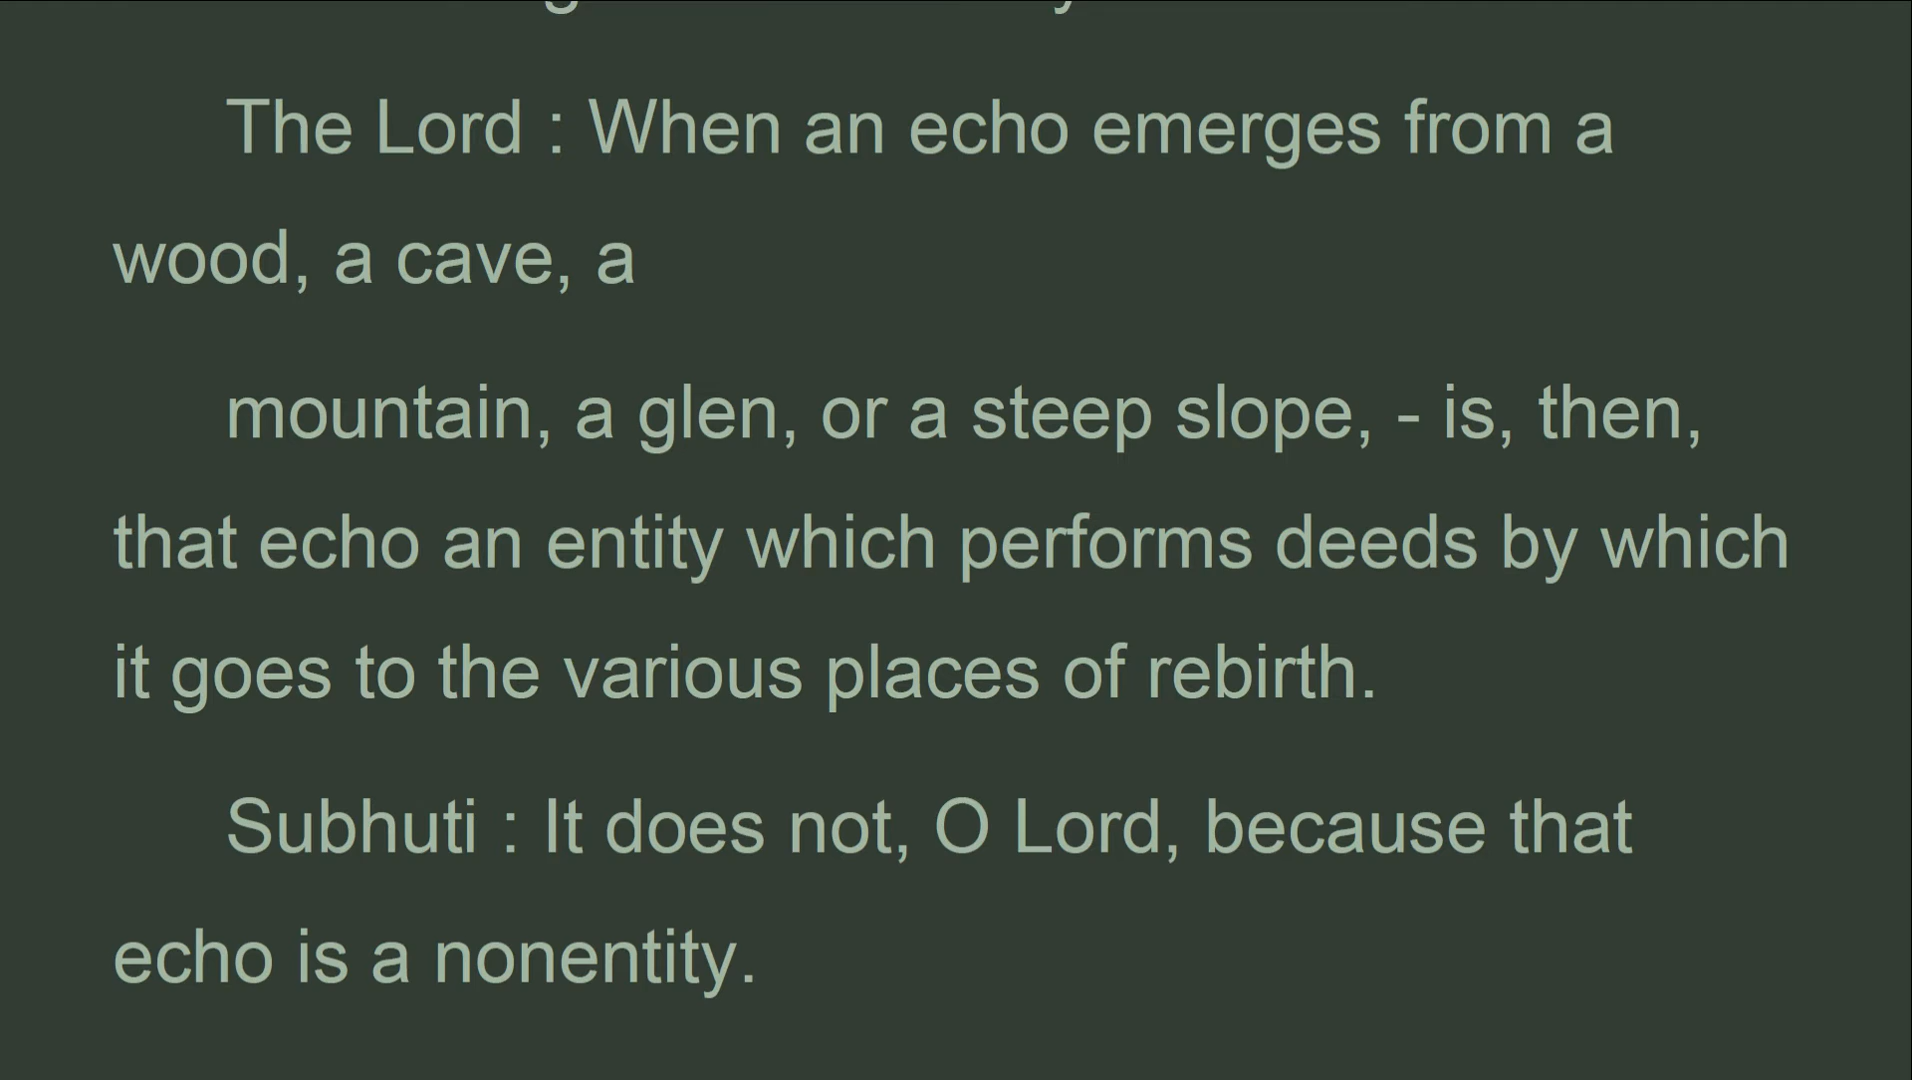 The Lord : When an echo emerges from a
wood, a cave, a
mountain, a glen, or a steep slope, - is, then,
that echo an entity which performs deeds by which
it goes to the various places of rebirth.
Subhuti : It does not, O Lord, because that
echo is a nonentity.